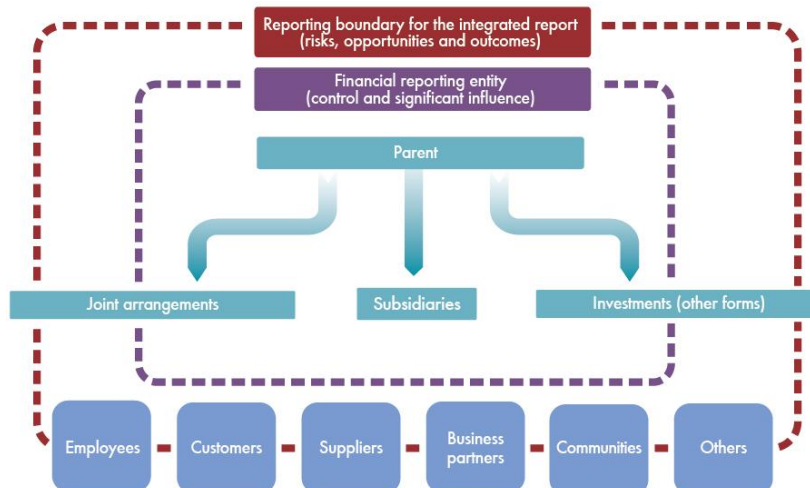 Reporting boundary for the integrated report
(risks, opportunities and outcomes)
Financial reporting entity
(control and significant influence)
Parent
Joint arrangements
Subsidiaries
Investments (other forms)
Employees
Customers
Suppliers
Business
partners
Communities
Others